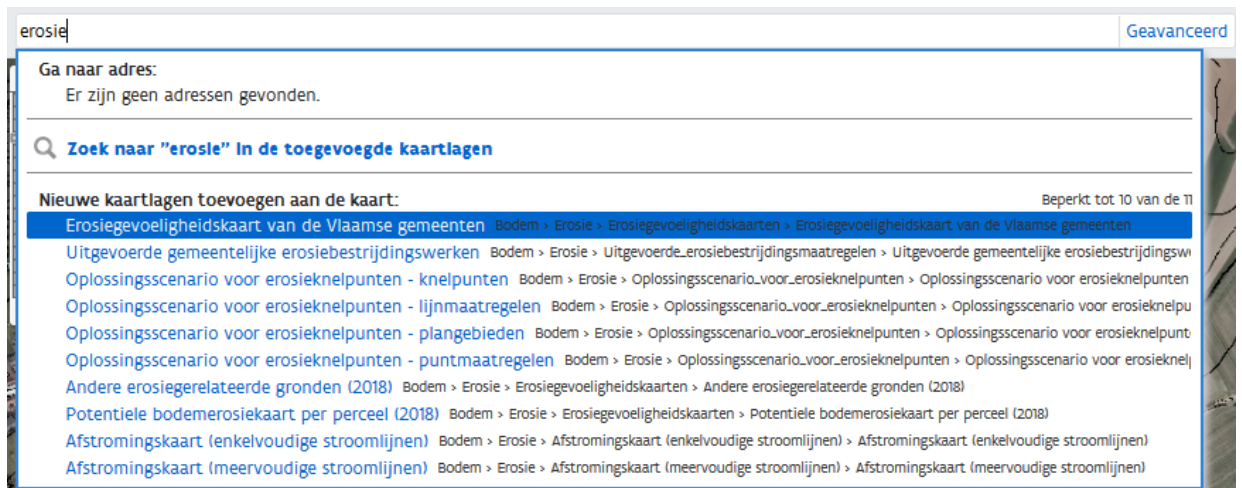 erosie Geavanceerd
Ga naar adres:
Er zijn geen adressen gevonden.
Zoek naar "erosie" in de toegevoegde kaartlagen
Nieuwe kaartlagen toevoegen aan de kaart: Beperkt tot 10 van de 11
Erosiegevoeligheidskaart van de Vlaamse gemeenten Bodem > Erosie > Erosiegevoeligheidskaarten > Erosiegevoeligheidskaart van de Vlaamse gemeenten
Uitgevoerde gemeentelijke erosiebestrijdingswerken Bodem > Erosie > Uitgevoerde_erosiebestrijdingsmaatregelen > Uitgevoerde gemeentelijke erosiebestrijdingsw
Oplossingsscenario voor erosieknelpunten - knelpunten Bodem > Erosie > Oplossingsscenario_voor_erosieknelpunten > Oplossingsscenario voor erosieknelpunten
Oplossingsscenario voor erosieknelpunten - lijnmaatregelen Bodem > Erosie > Oplossingsscenario_voor_erosieknelpunten > Oplossingsscenario voor erosieknelpu
Oplossingsscenario voor erosieknelpunten - plangebieden Bodem > Erosie > Oplossingsscenario_voor_erosieknelpunten > Oplossingsscenario voor erosieknelpunt
Oplossingsscenario voor erosieknelpunten - puntmaatregelen Bodem > Erosie > Oplossingsscenario_voor_erosieknelpunten > Oplossingsscenario voor erosieknel
Andere erosiegerelateerde gronden (2018) Bodem > Erosie > Erosiegevoeligheidskaarten > Andere erosiegerelateerde gronden (2018)
Potentiele bodemerosiekaart per perceel (2018) Bodem > Erosie > Erosiegevoeligheidskaarten > Potentiele bodemerosiekaart per perceel (2018)
Afstromingskaart (enkelvoudige stroomlijnen) Bodem > Erosie > Afstromingskaart (enkelvoudige stroomlijnen) > Afstromingskaart (enkelvoudige stroomlijnen)
Afstromingskaart (meervoudige stroomlijnen) Bodem > Erosie > Afstromingskaart (meervoudige stroomlijnen) > Afstromingskaart (meervoudige stroomlijnen)